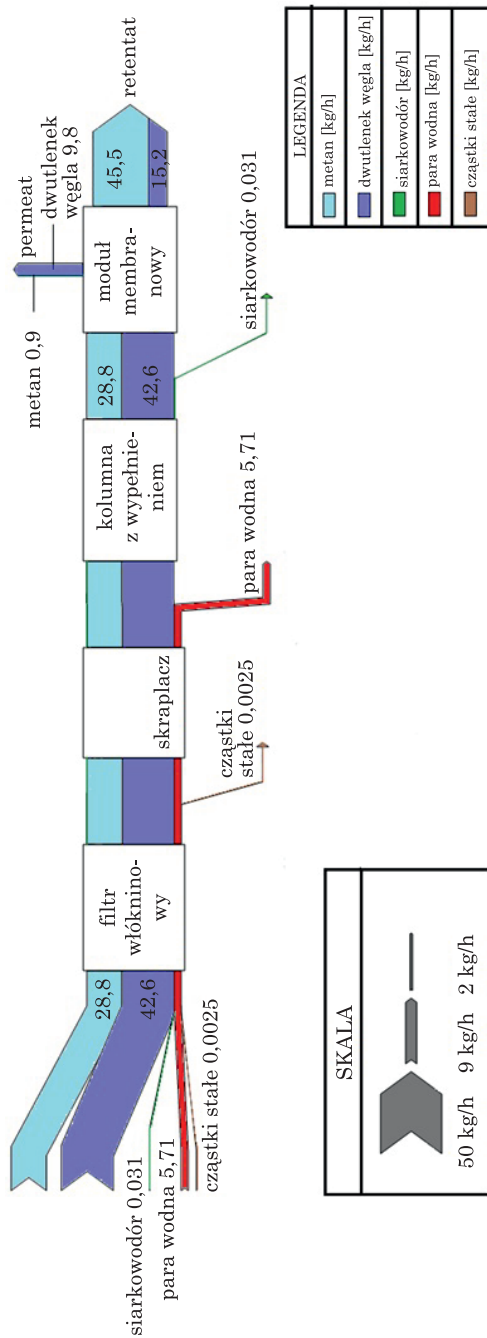 siarkowodór 0,031
para wodna 5,71
cząstki stałe 0,0025
28,8
42,6
filtr
włóknino-
wy
cząstki
stałe 0,0025
skraplacz
para wodna 5,71
kolumna
z wypełnie-
niem
28,8
42,6
siarkowodór 0,031
moduł
membra-
nowy
metan 0,9
permeat
dwutlenek
węgla 9,8
45,5
15,2
retentat
SKALA
50 kg/h 9 kg/h 2 kg/h
LEGENDA
metan [kg/h]
dwutlenek węgla [kg/h]
siarkowodór [kg/h]
para wodna [kg/h]
cząstki stałe [kg/h]